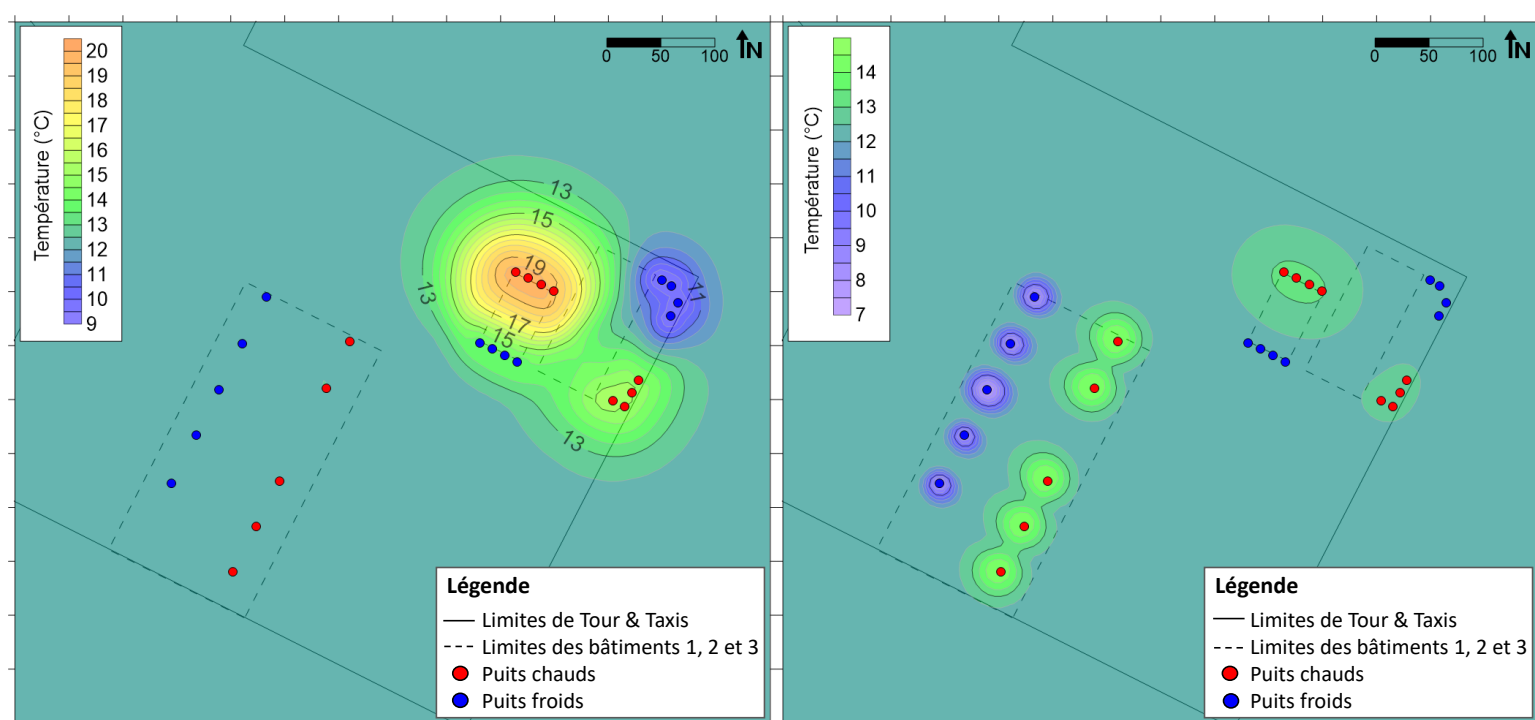 Température (°C)
20
19
18
17
16
15
14
13
12
11
10
9
0 50 100
N
13
15
19
13
17
15
11
13
Légende
Limites de Tour & Taxis
Limites des bâtiments 1, 2 et 3
Puits chauds
Puits froids
Température (°C)
14
13
12
11
10
9
8
7
0 50 100
N
Légende
Limites de Tour & Taxis
Limites des bâtiments 1, 2 et 3
Puits chauds
Puits froids